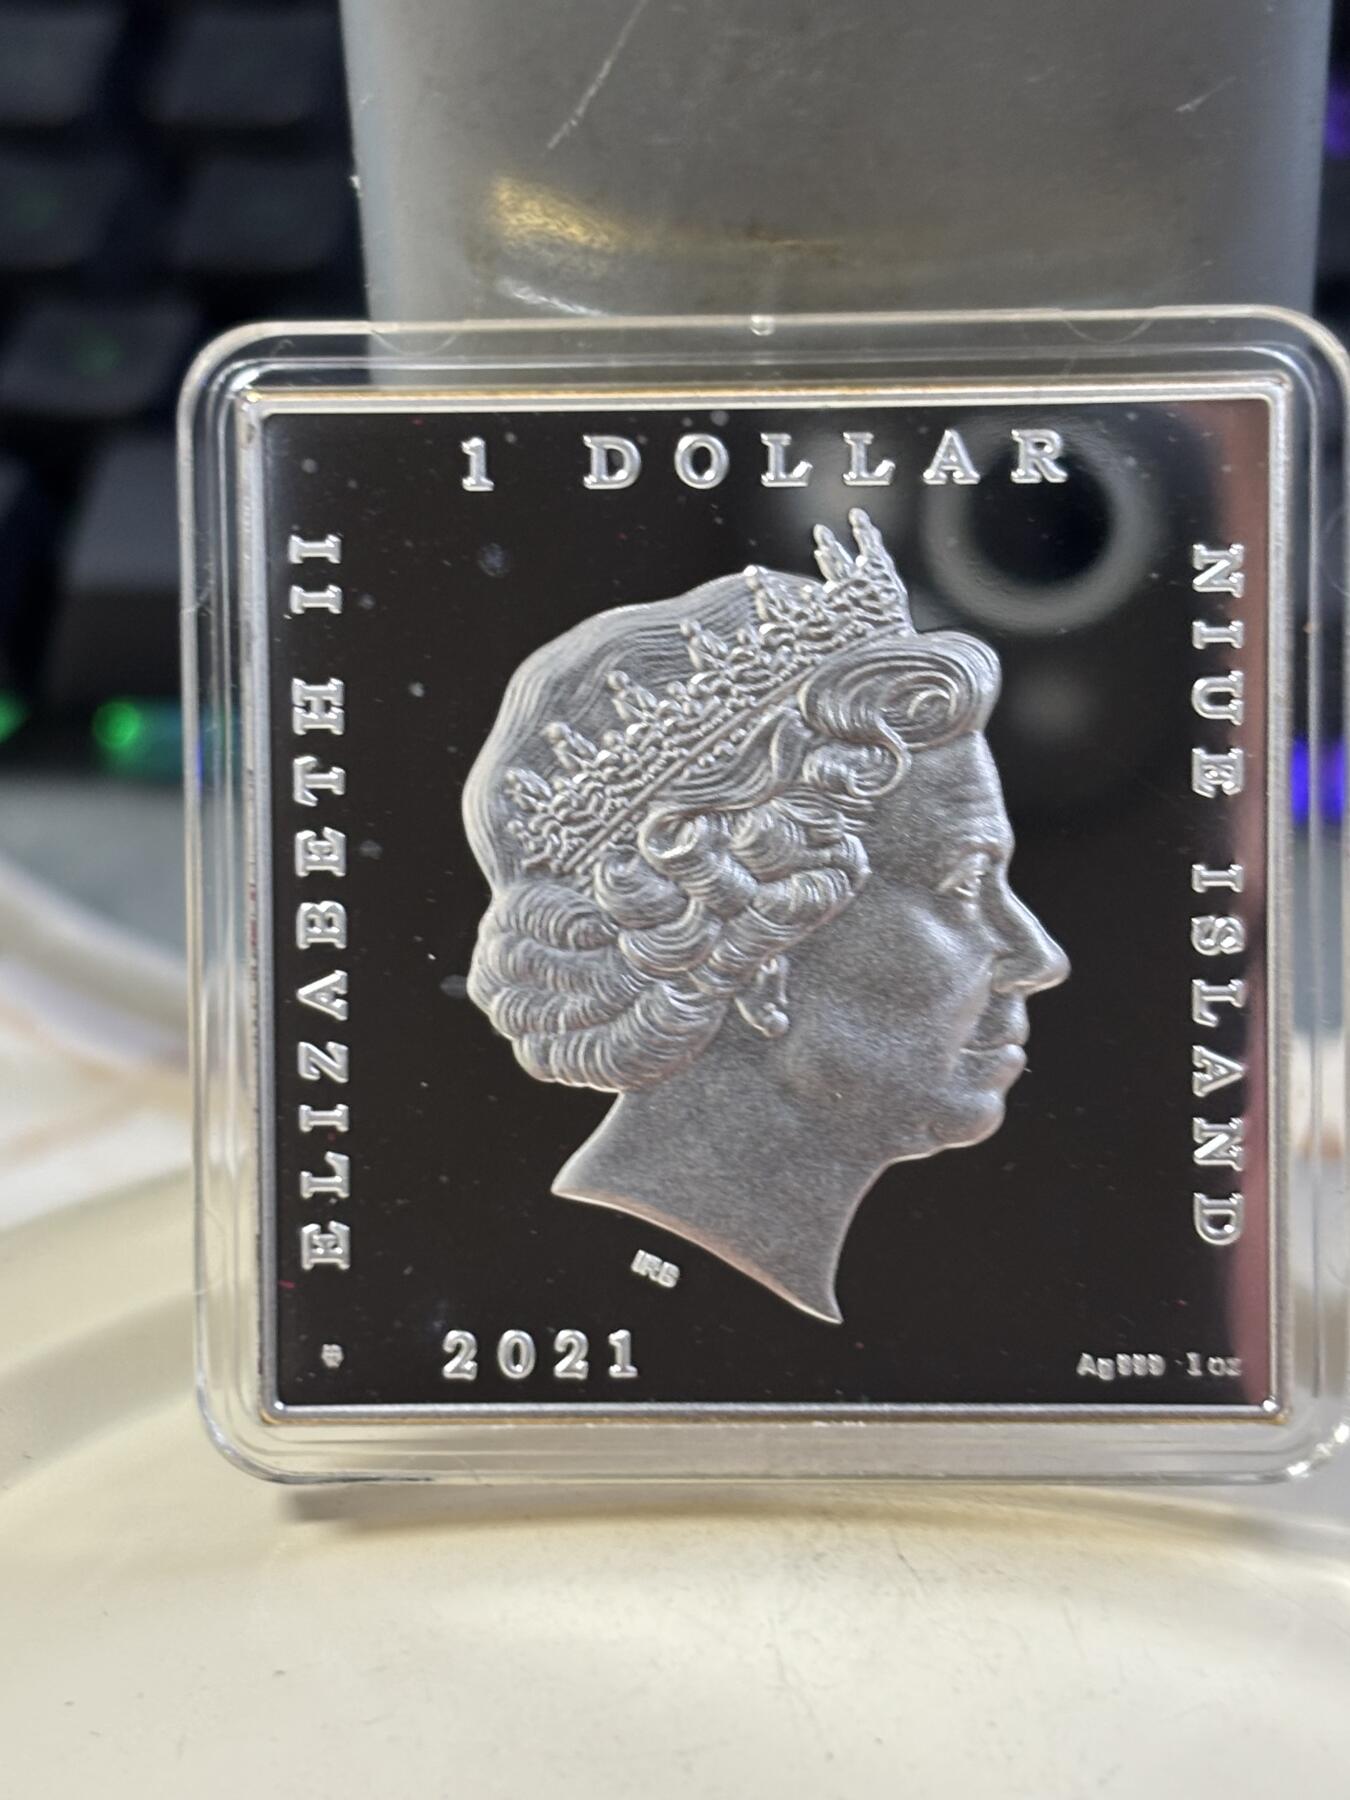 1 DOLLAR
ELIZABETH II
NIUE ISLAND
IRB
2021
Ag999 1oz